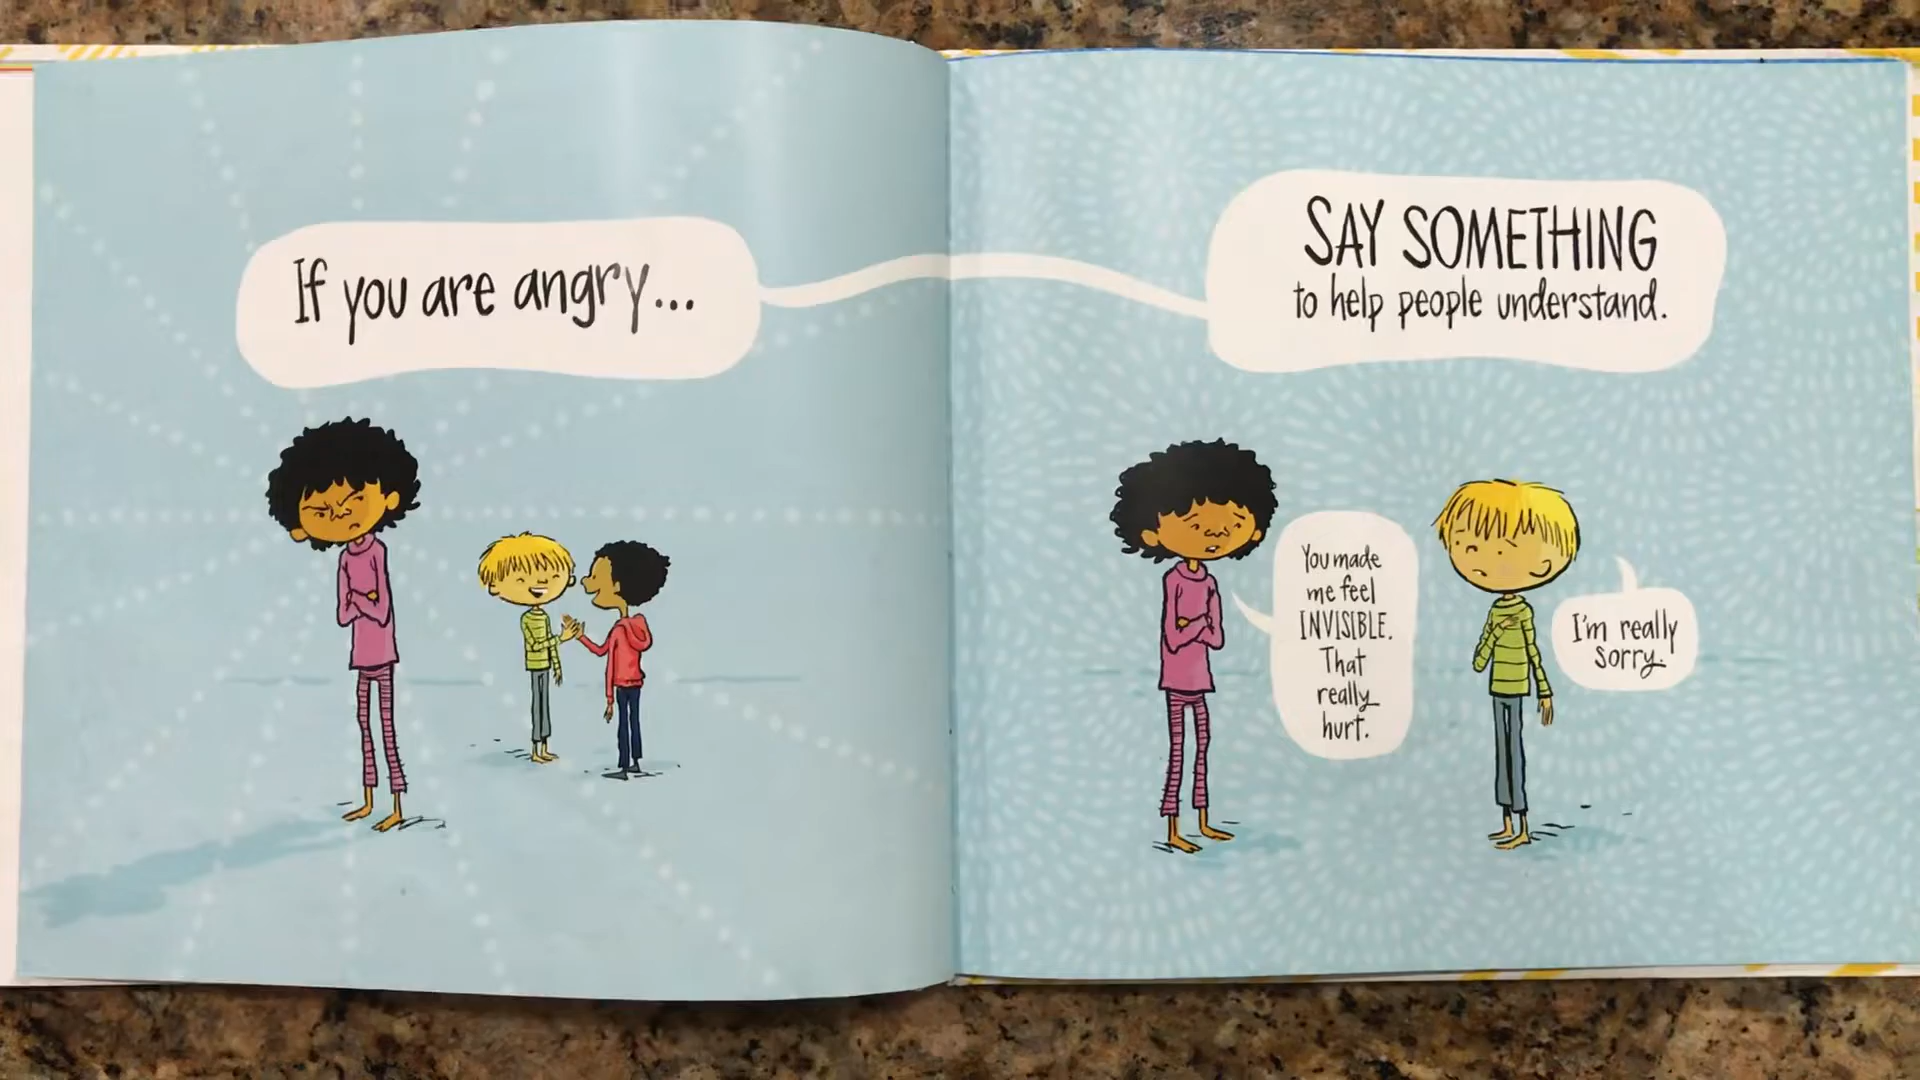 If you are angry...
SAY SOMETHING
to help people understand.
You made
me feel
INVISIBLE.
That
really
hurt.
I'm really
sorry.